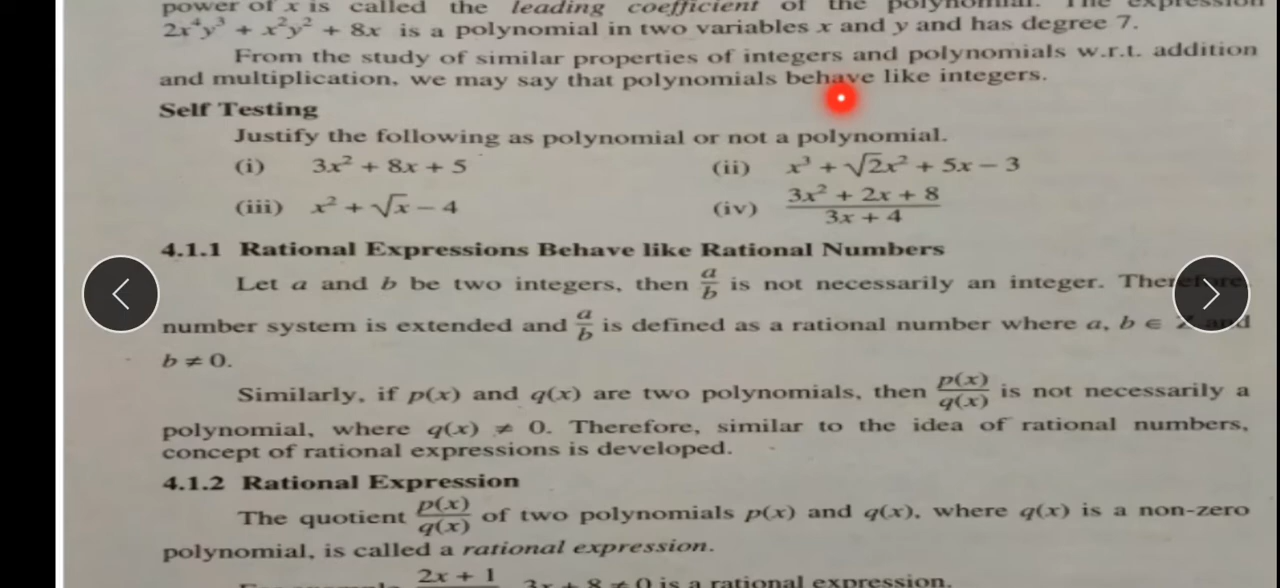 power of x is called the leading coefficient of the polynomial. The expression
2x⁴y³ + x²y² + 8x is a polynomial in two variables x and y and has degree 7.
From the study of similar properties of integers and polynomials w.r.t. addition
and multiplication, we may say that polynomials behave like integers.
Self Testing
Justify the following as polynomial or not a polynomial.
(i) 3x² + 8x + 5 (ii) x³ + √2x² + 5x – 3
(iii) x² + √x – 4 (iv) (3x² + 2x + 8)/(3x + 4)
4.1.1 Rational Expressions Behave like Rational Numbers
Let a and b be two integers, then a/b is not necessarily an integer. Therefore
number system is extended and a/b is defined as a rational number where a, b ∈ Z and
b ≠ 0.
Similarly, if p(x) and q(x) are two polynomials, then p(x)/q(x) is not necessarily a
polynomial, where q(x) ≠ 0. Therefore, similar to the idea of rational numbers,
concept of rational expressions is developed.
4.1.2 Rational Expression
The quotient p(x)/q(x) of two polynomials p(x) and q(x), where q(x) is a non-zero
polynomial, is called a rational expression.
2x + 1 3x + 8 ≠ 0 is a rational expression.